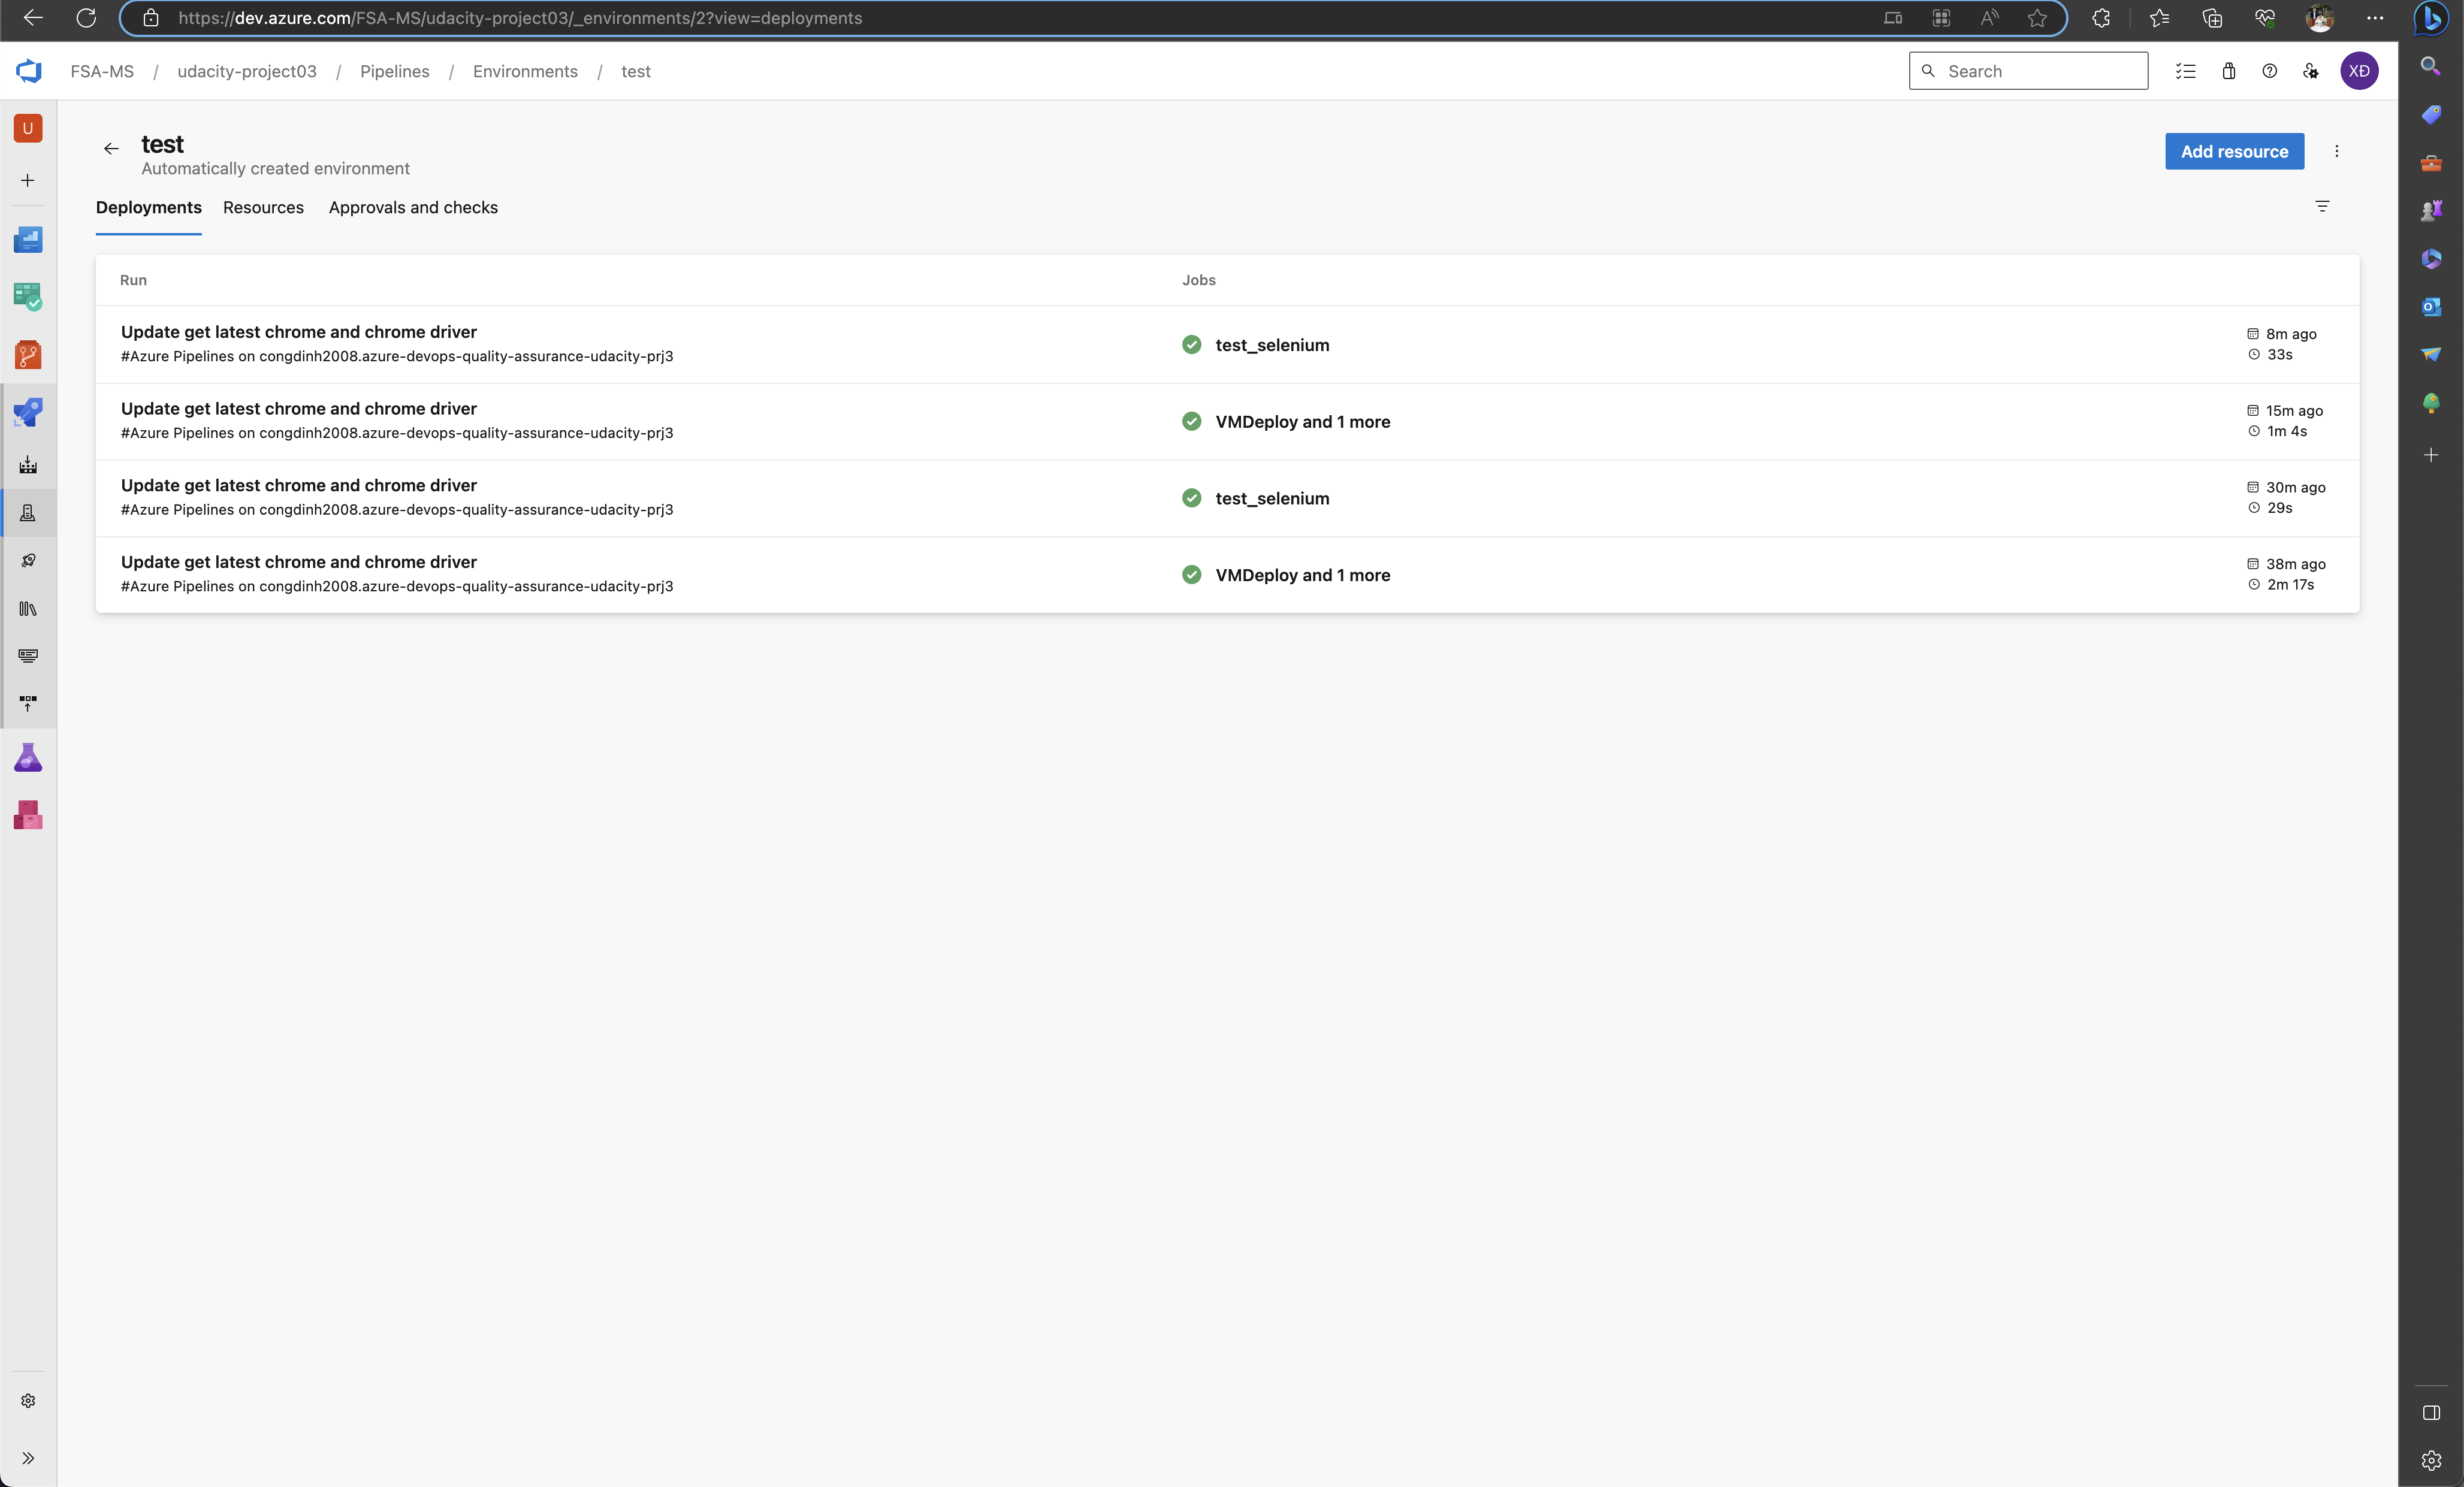 https://dev.azure.com/FSA-MS/udacity-project03/_environments/2?view=deployments
FSA-MS / udacity-project03 / Pipelines / Environments / test
Search
XĐ
U
test
Automatically created environment
Add resource
Deployments Resources Approvals and checks
Run Jobs
Update get latest chrome and chrome driver
#Azure Pipelines on congdinh2008.azure-devops-quality-assurance-udacity-prj3
test_selenium
8m ago
33s
Update get latest chrome and chrome driver
#Azure Pipelines on congdinh2008.azure-devops-quality-assurance-udacity-prj3
VMDeploy and 1 more
15m ago
1m 4s
Update get latest chrome and chrome driver
#Azure Pipelines on congdinh2008.azure-devops-quality-assurance-udacity-prj3
test_selenium
30m ago
29s
Update get latest chrome and chrome driver
#Azure Pipelines on congdinh2008.azure-devops-quality-assurance-udacity-prj3
VMDeploy and 1 more
38m ago
2m 17s